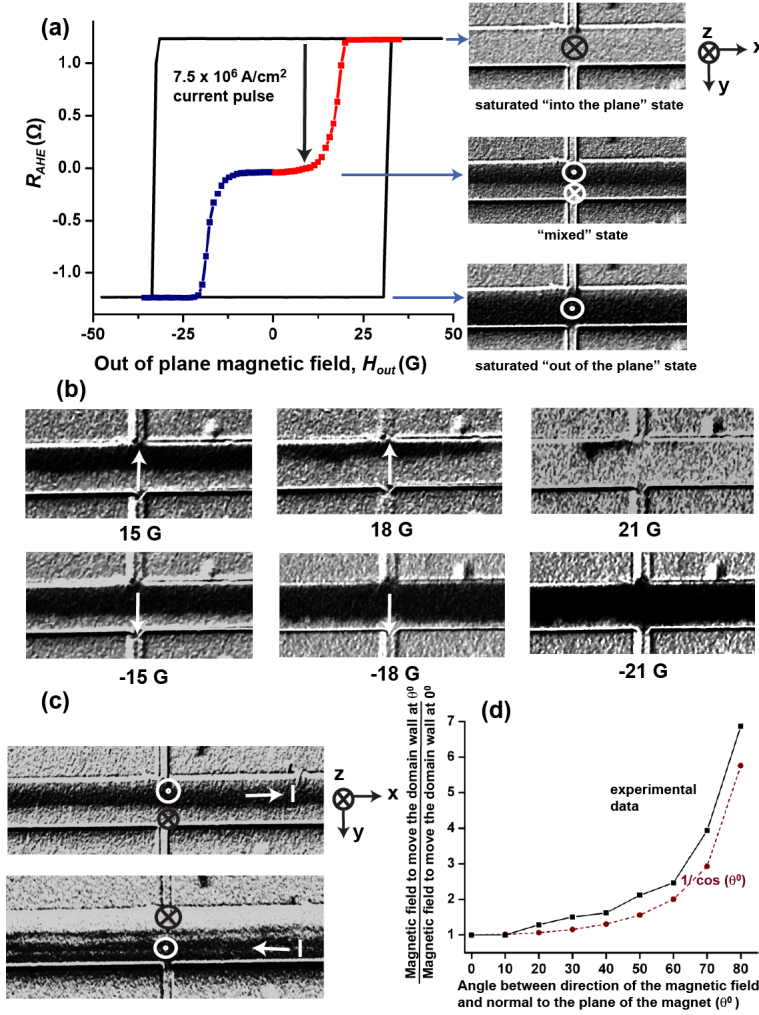 (a)
7.5 x 10⁶ A/cm²
current pulse
R_AHE (Ω)
1.0
0.5
0.0
-0.5
-1.0
-50
-25
0
25
50
Out of plane magnetic field, H_out (G)
z
x
y
saturated “into the plane” state
“mixed” state
saturated “out of the plane” state
(b)
15 G
18 G
21 G
-15 G
-18 G
-21 G
(c)
I
z
x
y
I
(d)
Magnetic field to move the domain wall at θ⁰
Magnetic field to move the domain wall at 0⁰
7
6
5
4
3
2
1
experimental
data
1/ cos (θ⁰)
0
10
20
30
40
50
60
70
80
Angle between direction of the magnetic field
and normal to the plane of the magnet (θ⁰)